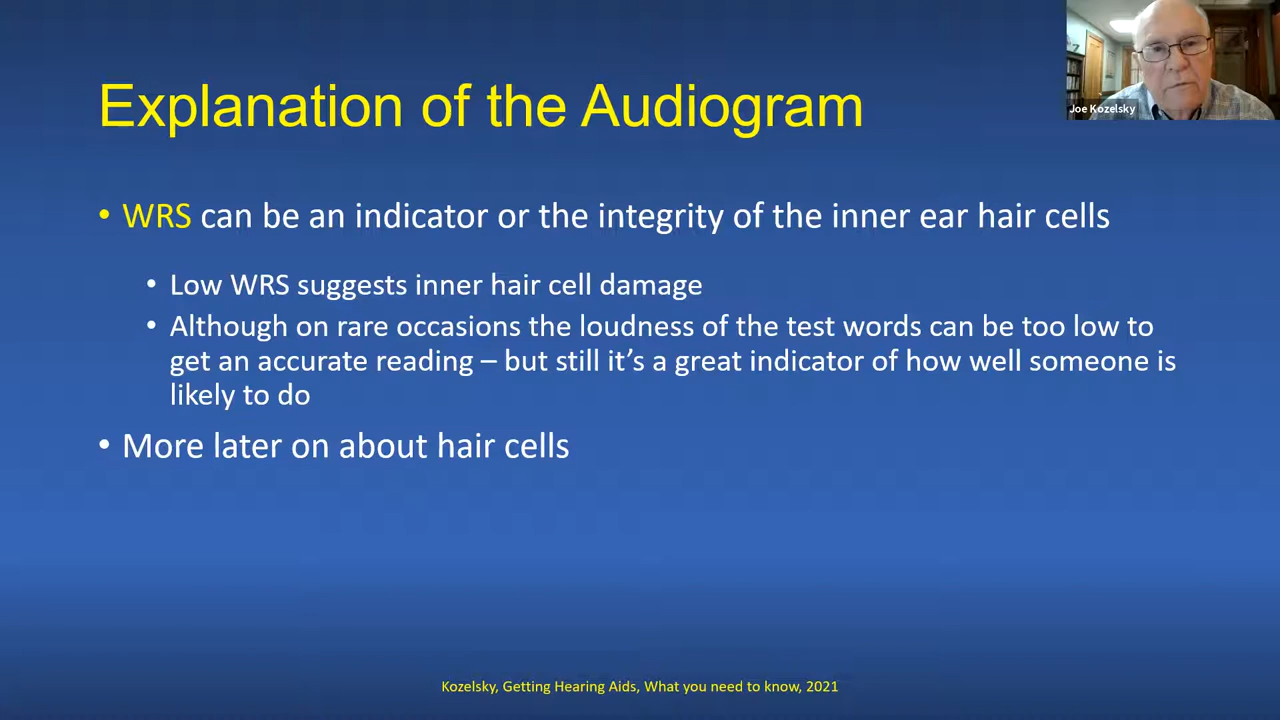 Explanation of the Audiogram
Joe Kozelsky
• WRS can be an indicator or the integrity of the inner ear hair cells
• Low WRS suggests inner hair cell damage
• Although on rare occasions the loudness of the test words can be too low to
get an accurate reading – but still it's a great indicator of how well someone is
likely to do
• More later on about hair cells
Kozelsky, Getting Hearing Aids, What you need to know, 2021